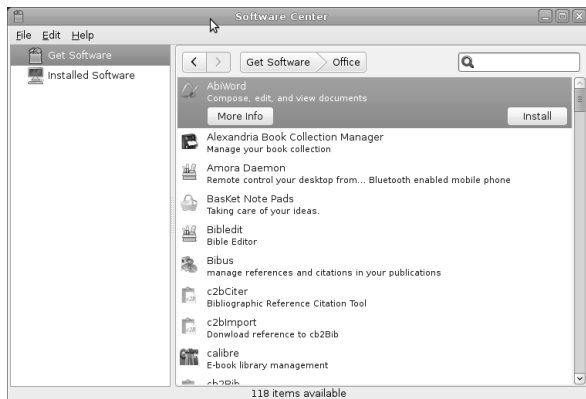 Software Center
File Edit Help
Get Software
Installed Software
Get Software Office
AbiWord
Compose, edit, and view documents
More Info Install
Alexandria Book Collection Manager
Manage your book collection
Amora Daemon
Remote control your desktop from... Bluetooth enabled mobile phone
BasKet Note Pads
Taking care of your ideas.
Bibledit
Bible Editor
Bibus
manage references and citations in your publications
c2bCiter
Bibliographic Reference Citation Tool
c2bImport
Donwload reference to cb2Bib
calibre
E-book library management
cb2Bib
118 items available